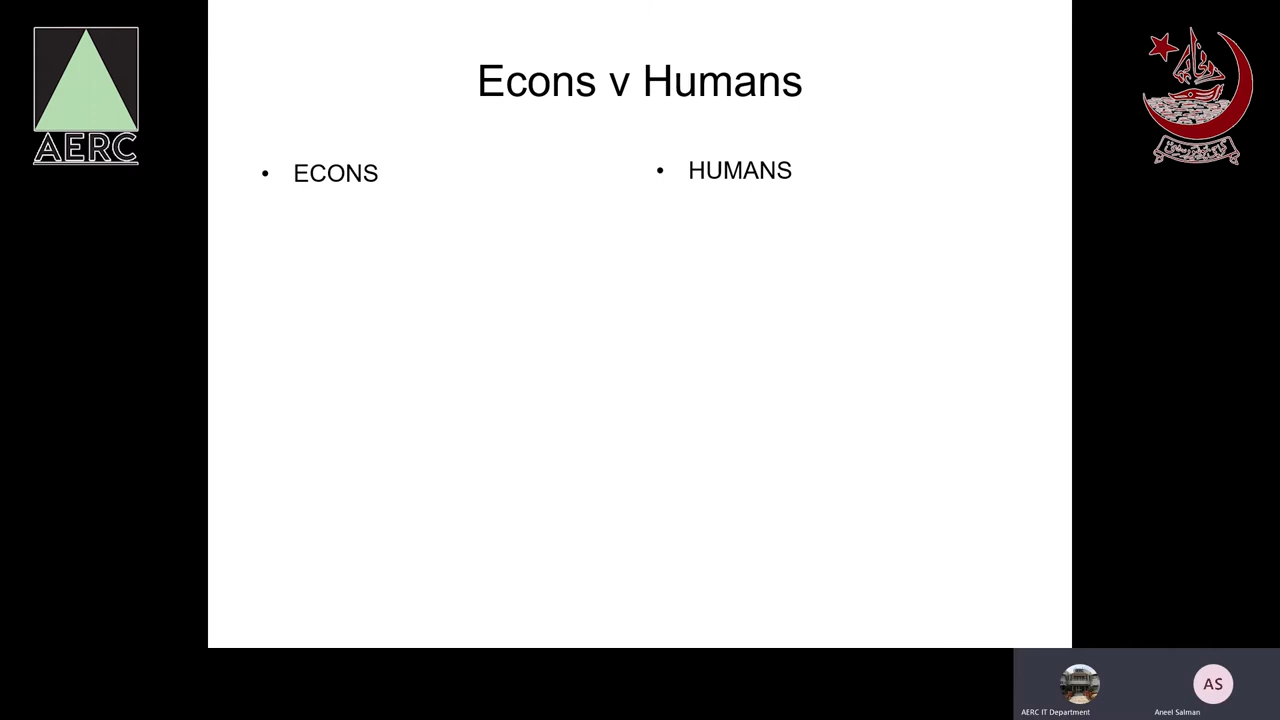 AERC
Econs v Humans
• ECONS
• HUMANS
AS
AERC IT Department
Aneel Salman